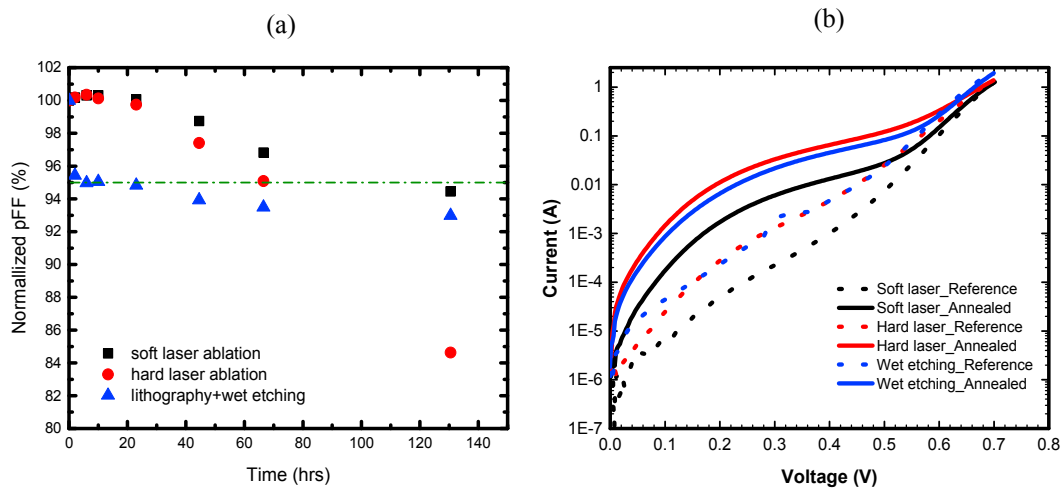 (a)
(b)
102
100
98
96
94
92
90
88
86
84
82
80
Normallized pFF (%)
soft laser ablation
hard laser ablation
lithography+wet etching
0 20 40 60 80 100 120 140
Time (hrs)
1
0.1
0.01
1E-3
1E-4
1E-5
1E-6
1E-7
Current (A)
Soft laser_Reference
Soft laser_Annealed
Hard laser_Reference
Hard laser_Annealed
Wet etching_Reference
Wet etching_Annealed
0.0 0.1 0.2 0.3 0.4 0.5 0.6 0.7 0.8
Voltage (V)